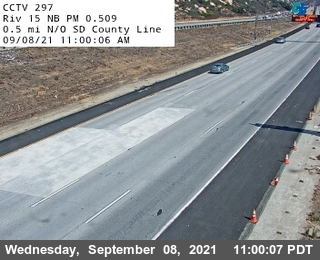 CCTV 297
Riv 15 NB PM 0.509
0.5 mi N/O SD County Line
09/08/21 11:00:06 AM
Wednesday, September 08, 2021 11:00:07 PDT